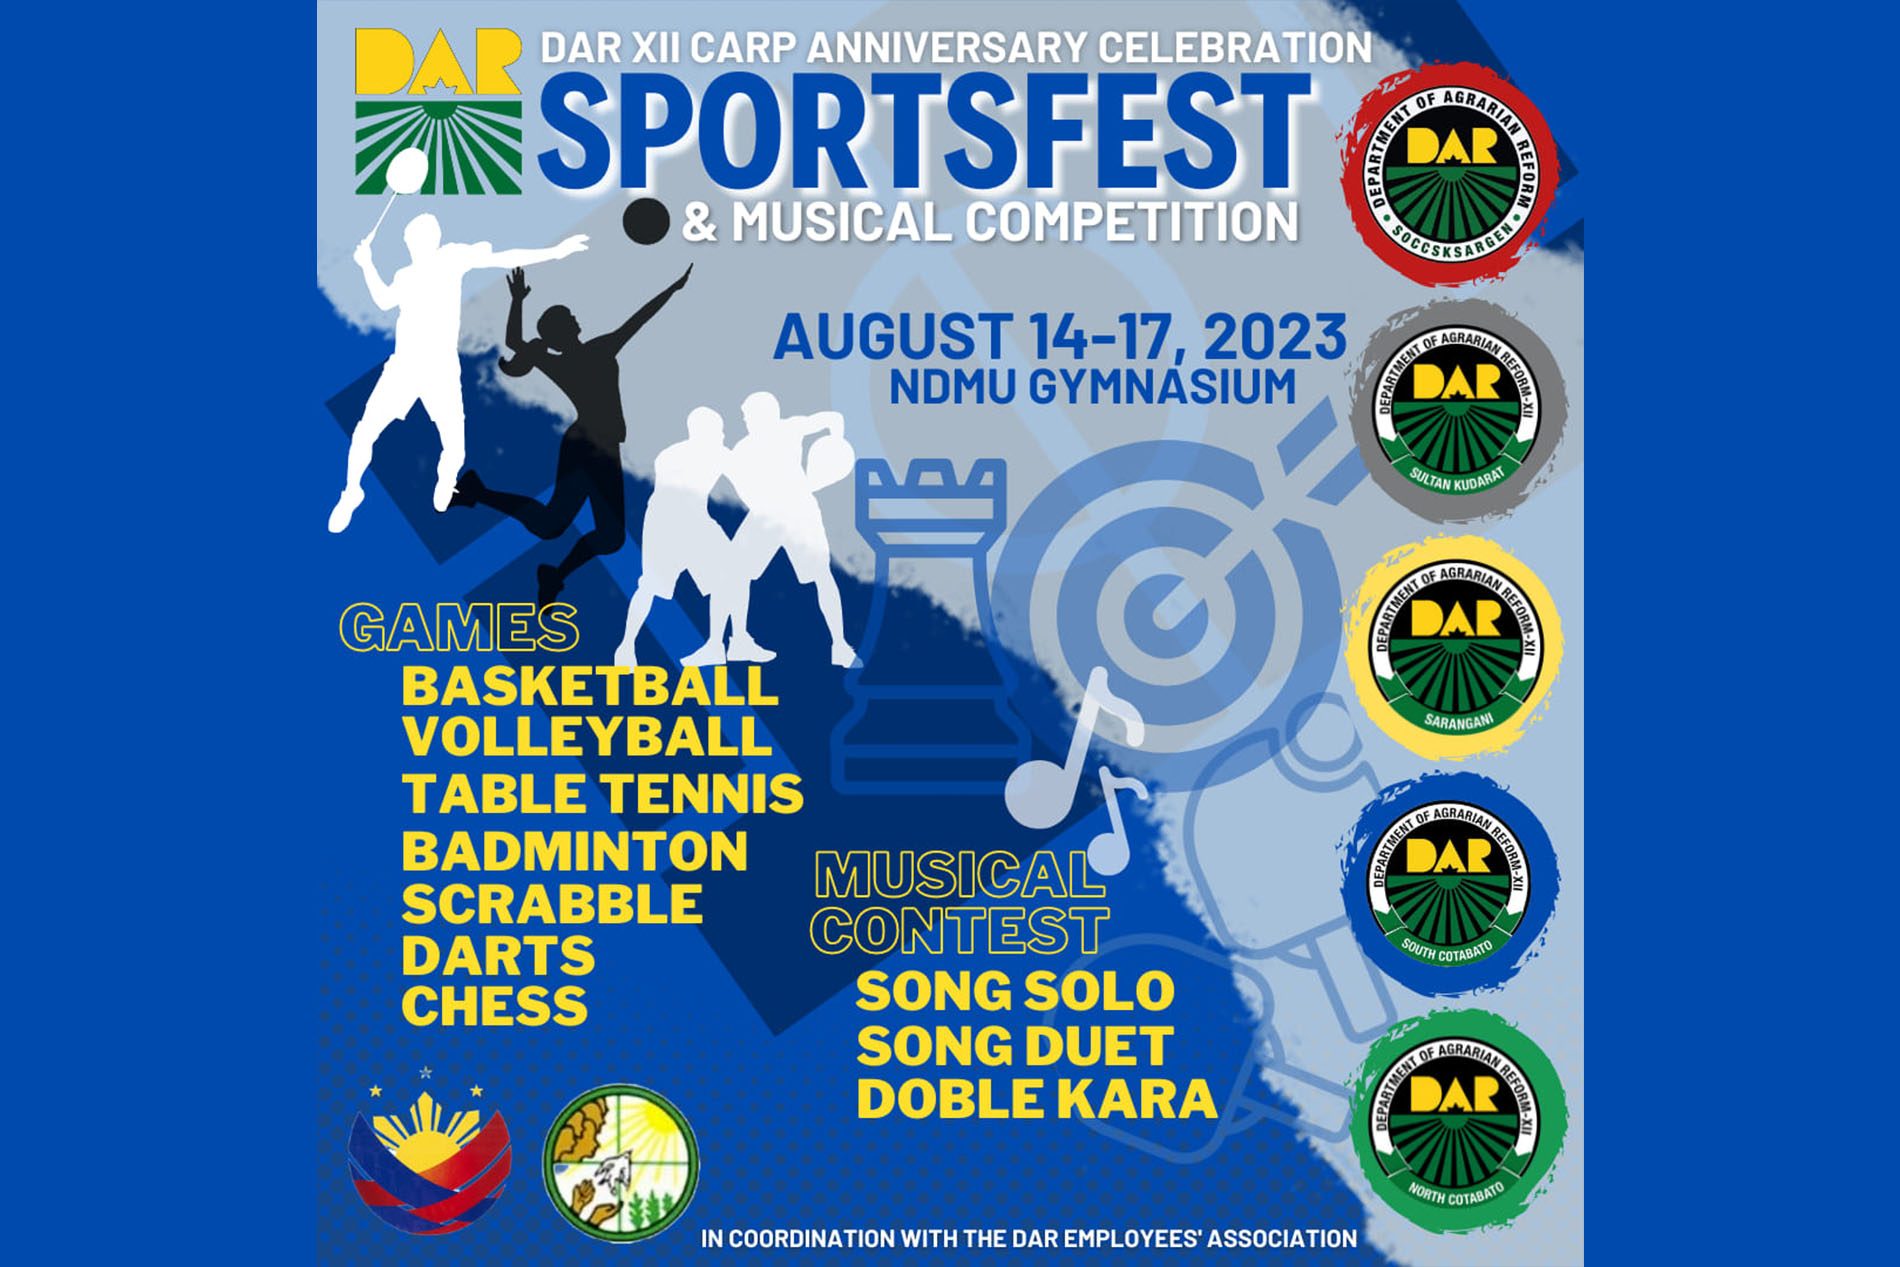 DAR
DAR XII CARP ANNIVERSARY CELEBRATION
SPORTSFEST
& MUSICAL COMPETITION
AUGUST 14-17, 2023
NDMU GYMNASIUM
GAMES
BASKETBALL
VOLLEYBALL
TABLE TENNIS
BADMINTON
SCRABBLE
DARTS
CHESS
MUSICAL
CONTEST
SONG SOLO
SONG DUET
DOBLE KARA
DEPARTMENT OF AGRARIAN REFORM
DAR
SOCCSKSARGEN
DEPARTMENT OF AGRARIAN REFORM-XII
DAR
SULTAN KUDARAT
DEPARTMENT OF AGRARIAN REFORM-XII
DAR
SARANGANI
DEPARTMENT OF AGRARIAN REFORM-XII
DAR
SOUTH COTABATO
DEPARTMENT OF AGRARIAN REFORM-XII
DAR
NORTH COTABATO
IN COORDINATION WITH THE DAR EMPLOYEES' ASSOCIATION